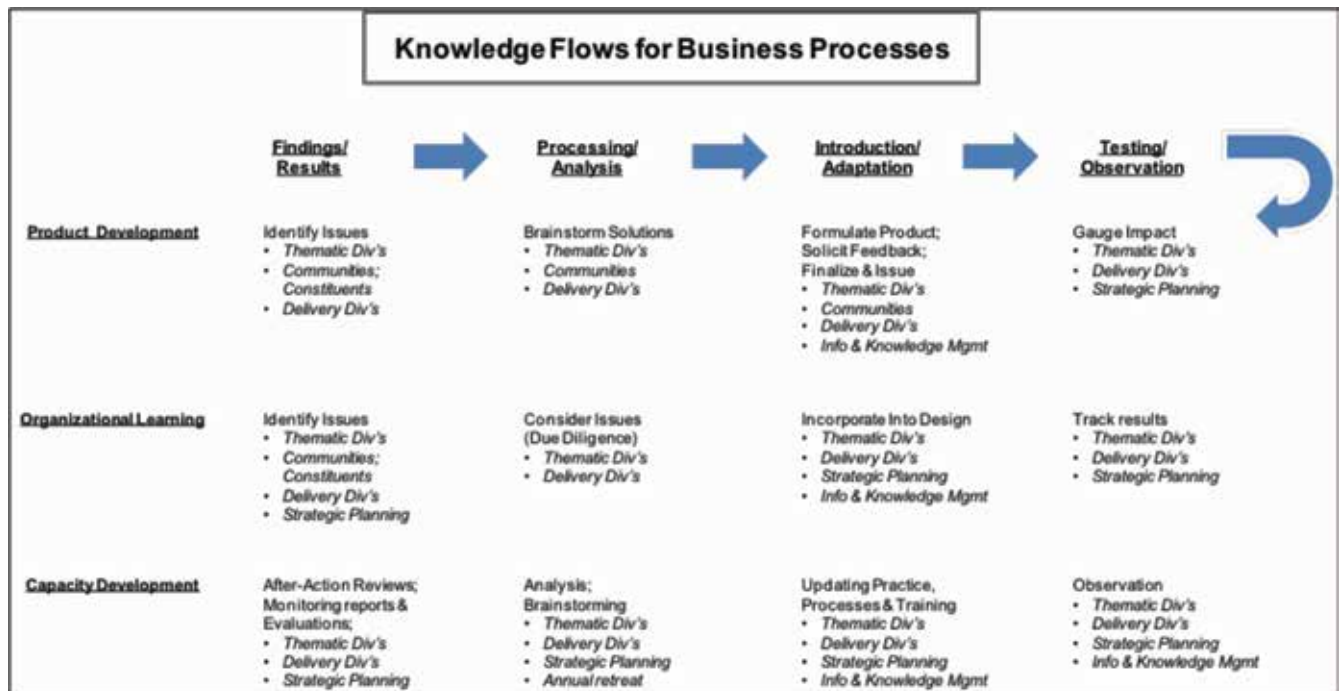 Knowledge Flows for Business Processes
Findings/
Results
Processing/
Analysis
Introduction/
Adaptation
Testing/
Observation
Product Development
Identify Issues
• Thematic Div's
• Communities;
Constituents
• Delivery Div's
Brainstorm Solutions
• Thematic Div's
• Communities
• Delivery Div's
Formulate Product;
Solicit Feedback;
Finalize & Issue
• Thematic Div's
• Communities
• Delivery Div's
• Info & Knowledge Mgmt
Gauge Impact
• Thematic Div's
• Delivery Div's
• Strategic Planning
Organizational Learning
Identify Issues
• Thematic Div's
• Communities;
Constituents
• Delivery Div's
• Strategic Planning
Consider Issues
(Due Diligence)
• Thematic Div's
• Delivery Div's
Incorporate Into Design
• Thematic Div's
• Delivery Div's
• Strategic Planning
• Info & Knowledge Mgmt
Track results
• Thematic Div's
• Delivery Div's
• Strategic Planning
Capacity Development
After-Action Reviews;
Monitoring reports &
Evaluations;
• Thematic Div's
• Delivery Div's
• Strategic Planning
Analysis;
Brainstorming
• Thematic Div's
• Delivery Div's
• Strategic Planning
• Annual retreat
Updating Practice,
Processes & Training
• Thematic Div's
• Delivery Div's
• Strategic Planning
• Info & Knowledge Mgmt
Observation
• Thematic Div's
• Delivery Div's
• Strategic Planning
• Info & Knowledge Mgmt